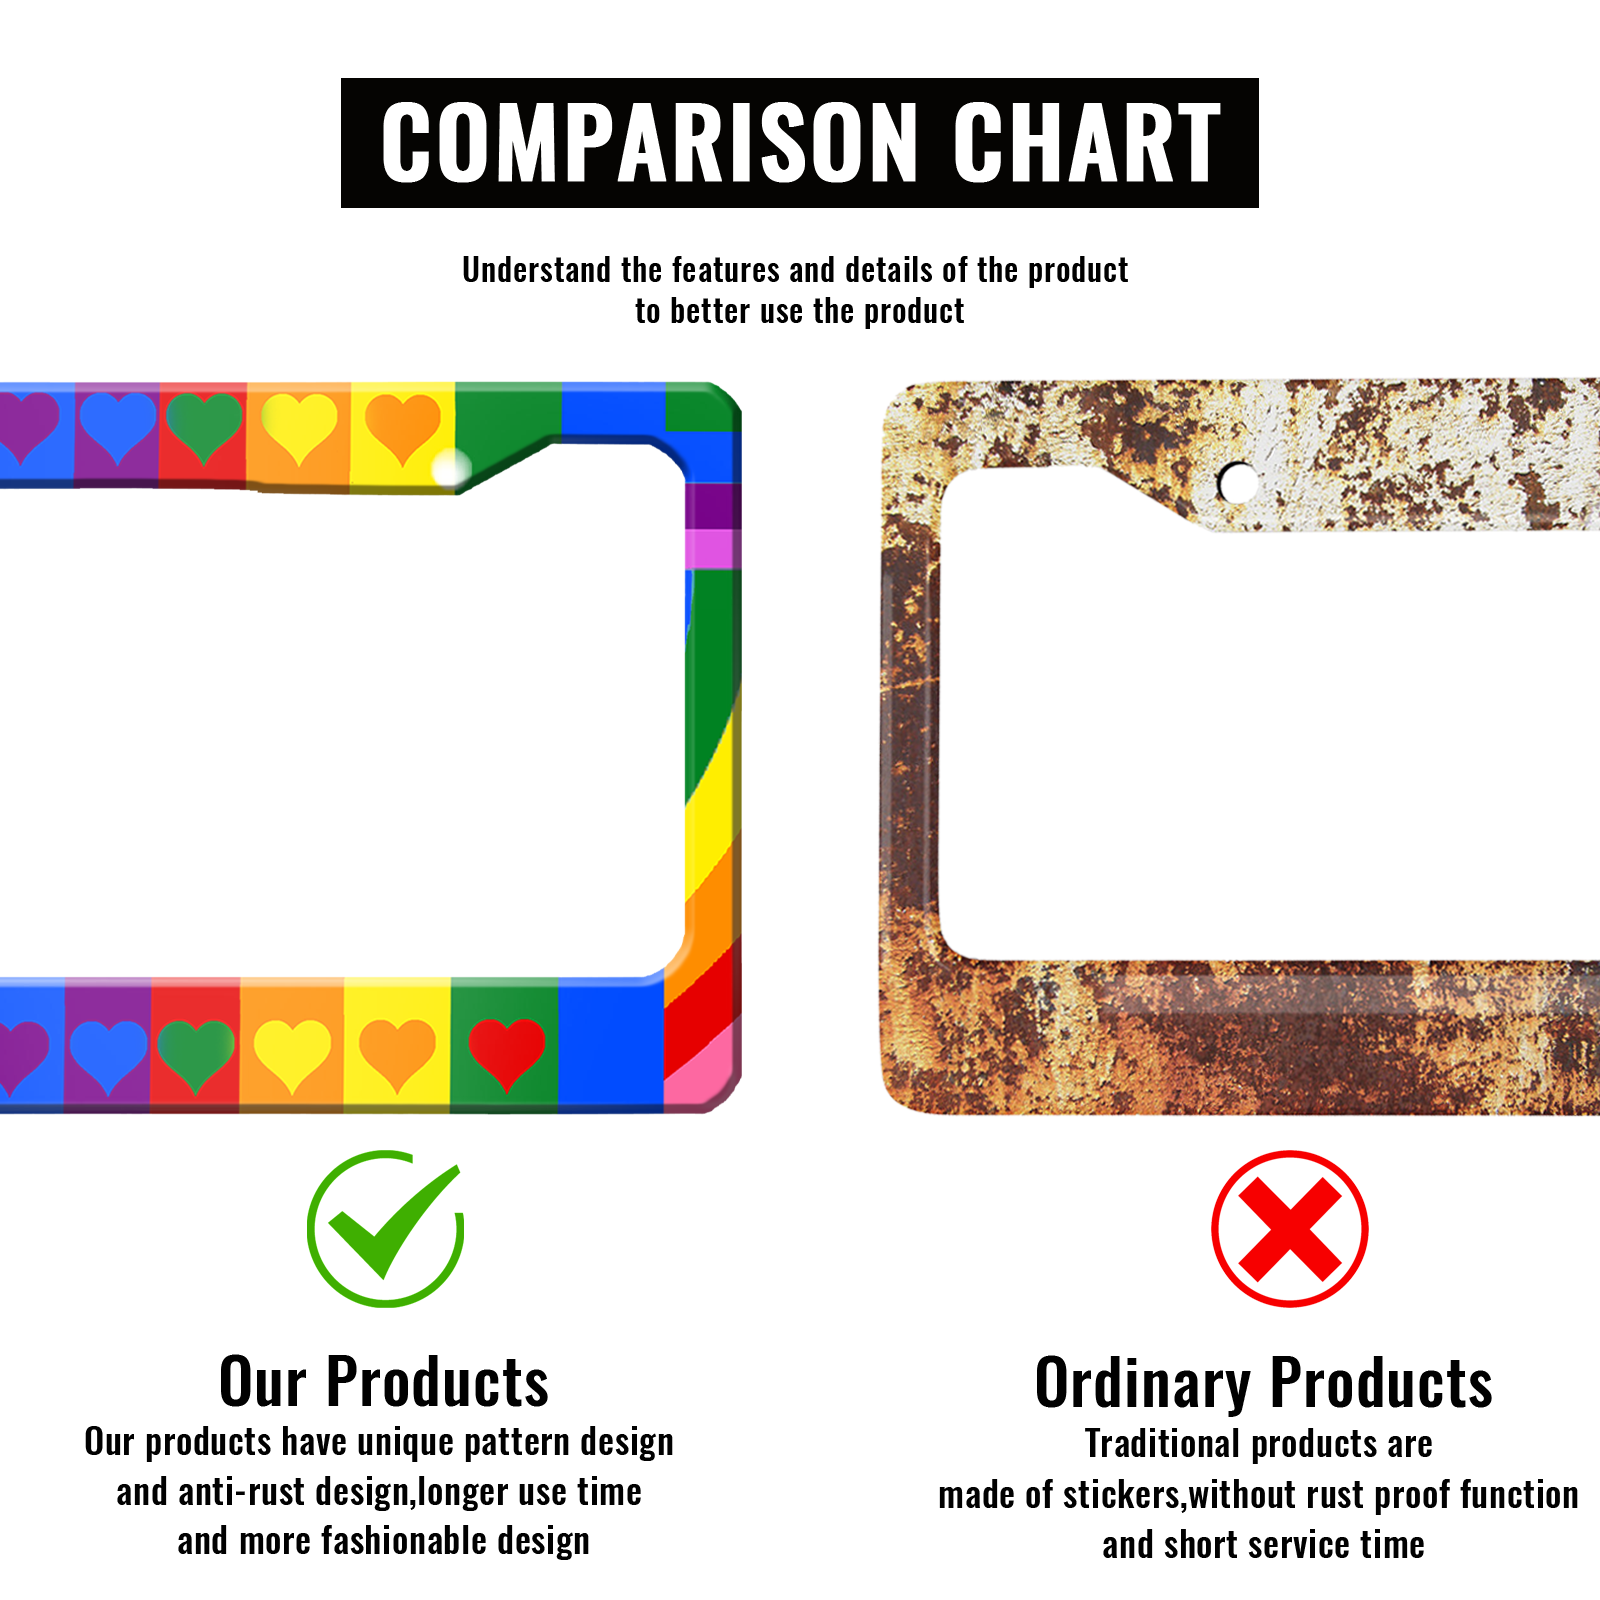 COMPARISON CHART
Understand the features and details of the product
to better use the product
Our Products
Our products have unique pattern design
and anti-rust design,longer use time
and more fashionable design
Ordinary Products
Traditional products are
made of stickers,without rust proof function
and short service time